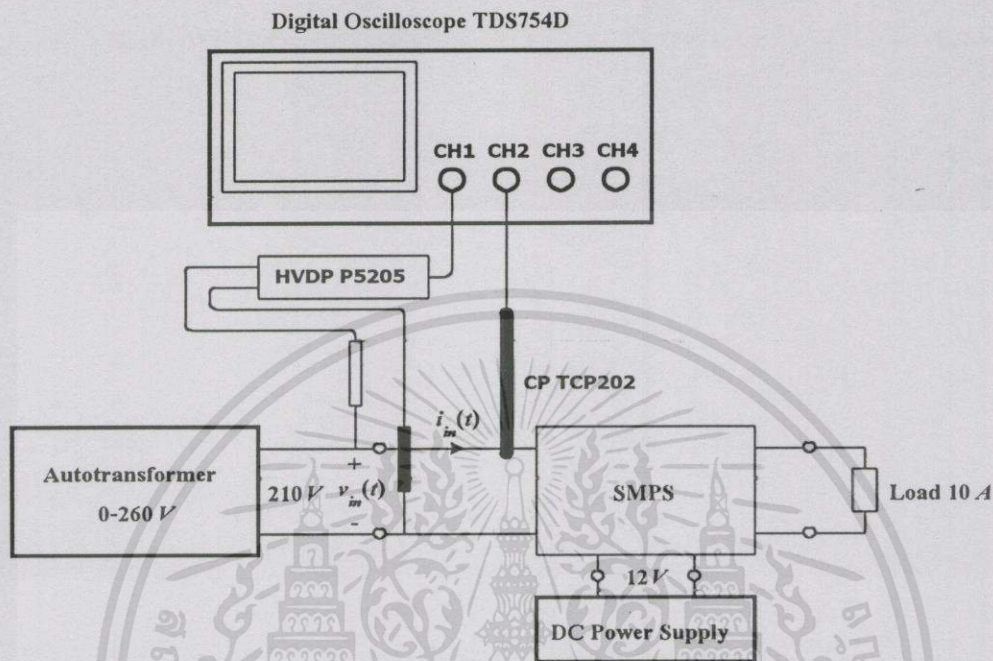 Digital Oscilloscope TDS754D
CH1 CH2 CH3 CH4
HVDP P5205
CP TCP202
i_in(t)
Autotransformer
0-260 V
+
210 V v_in(t)
-
SMPS
Load 10 A
12V
DC Power Supply